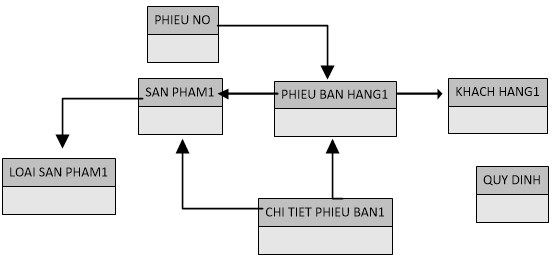 PHIEU NO
SAN PHAM1
PHIEU BAN HANG1
KHACH HANG1
LOAI SAN PHAM1
QUY DINH
CHI TIET PHIEU BAN1